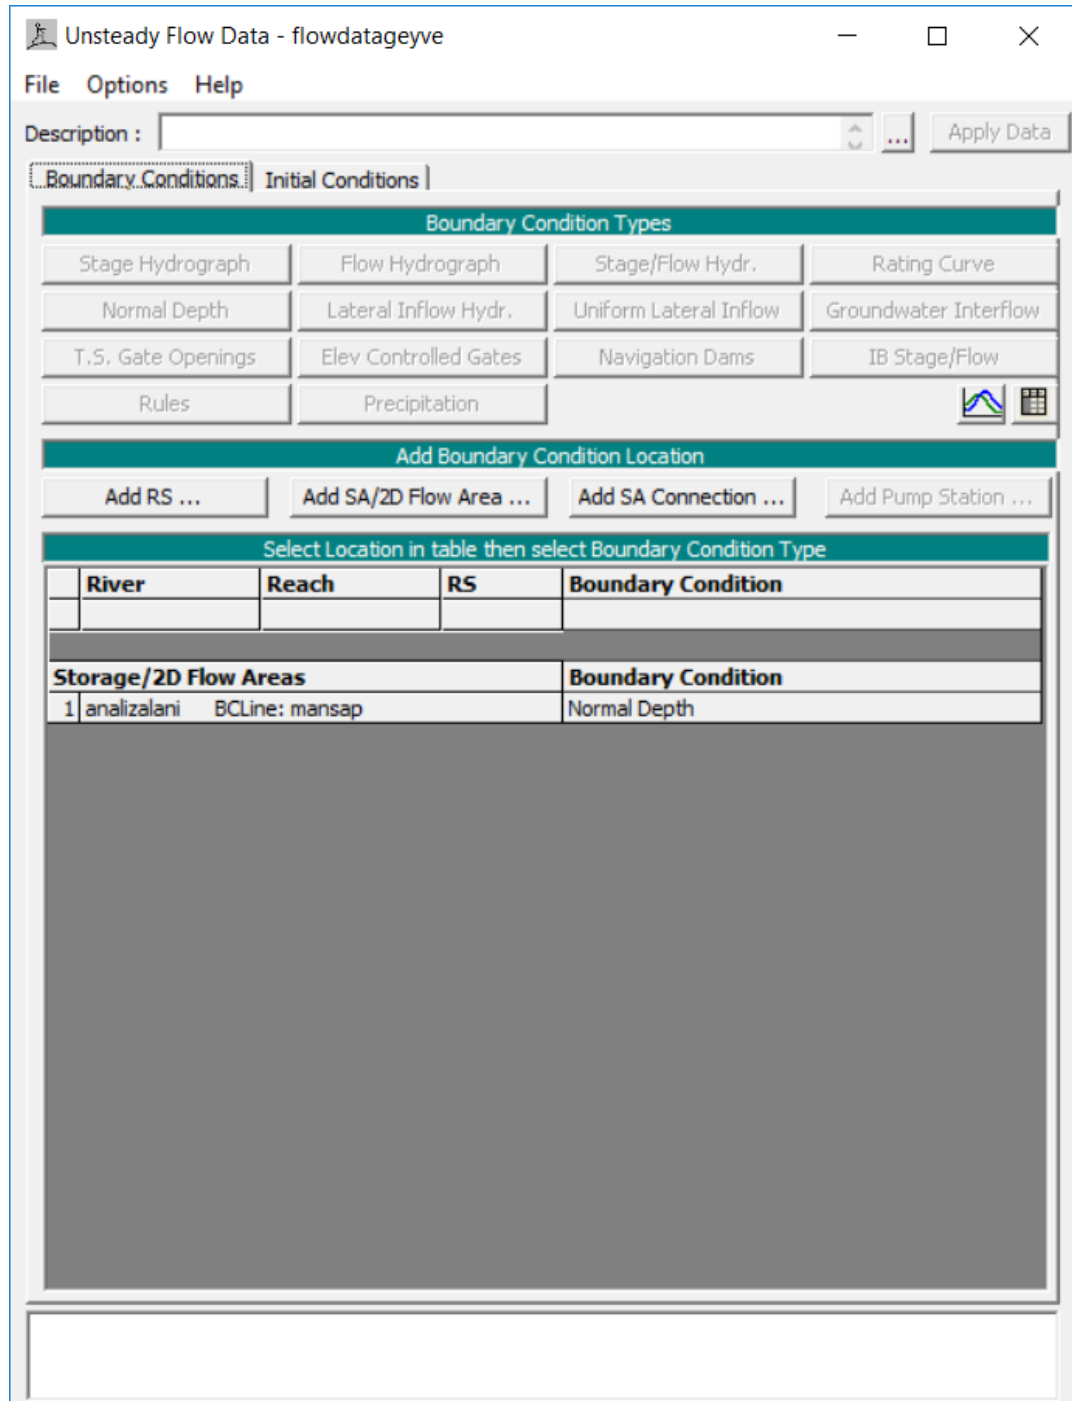 Unsteady Flow Data - flowdatageyve
File Options Help
Description : ... Apply Data
Boundary Conditions Initial Conditions
Boundary Condition Types
Stage Hydrograph Flow Hydrograph Stage/Flow Hydr. Rating Curve
Normal Depth Lateral Inflow Hydr. Uniform Lateral Inflow Groundwater Interflow
T.S. Gate Openings Elev Controlled Gates Navigation Dams IB Stage/Flow
Rules Precipitation
Add Boundary Condition Location
Add RS ... Add SA/2D Flow Area ... Add SA Connection ... Add Pump Station ...
Select Location in table then select Boundary Condition Type
River Reach RS Boundary Condition
Storage/2D Flow Areas Boundary Condition
1 analizalani BCLine: mansap Normal Depth